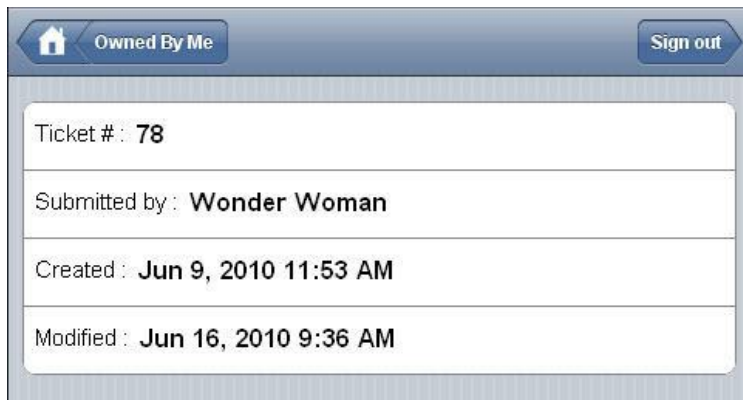 Owned By Me Sign out
Ticket # : 78
Submitted by : Wonder Woman
Created : Jun 9, 2010 11:53 AM
Modified : Jun 16, 2010 9:36 AM